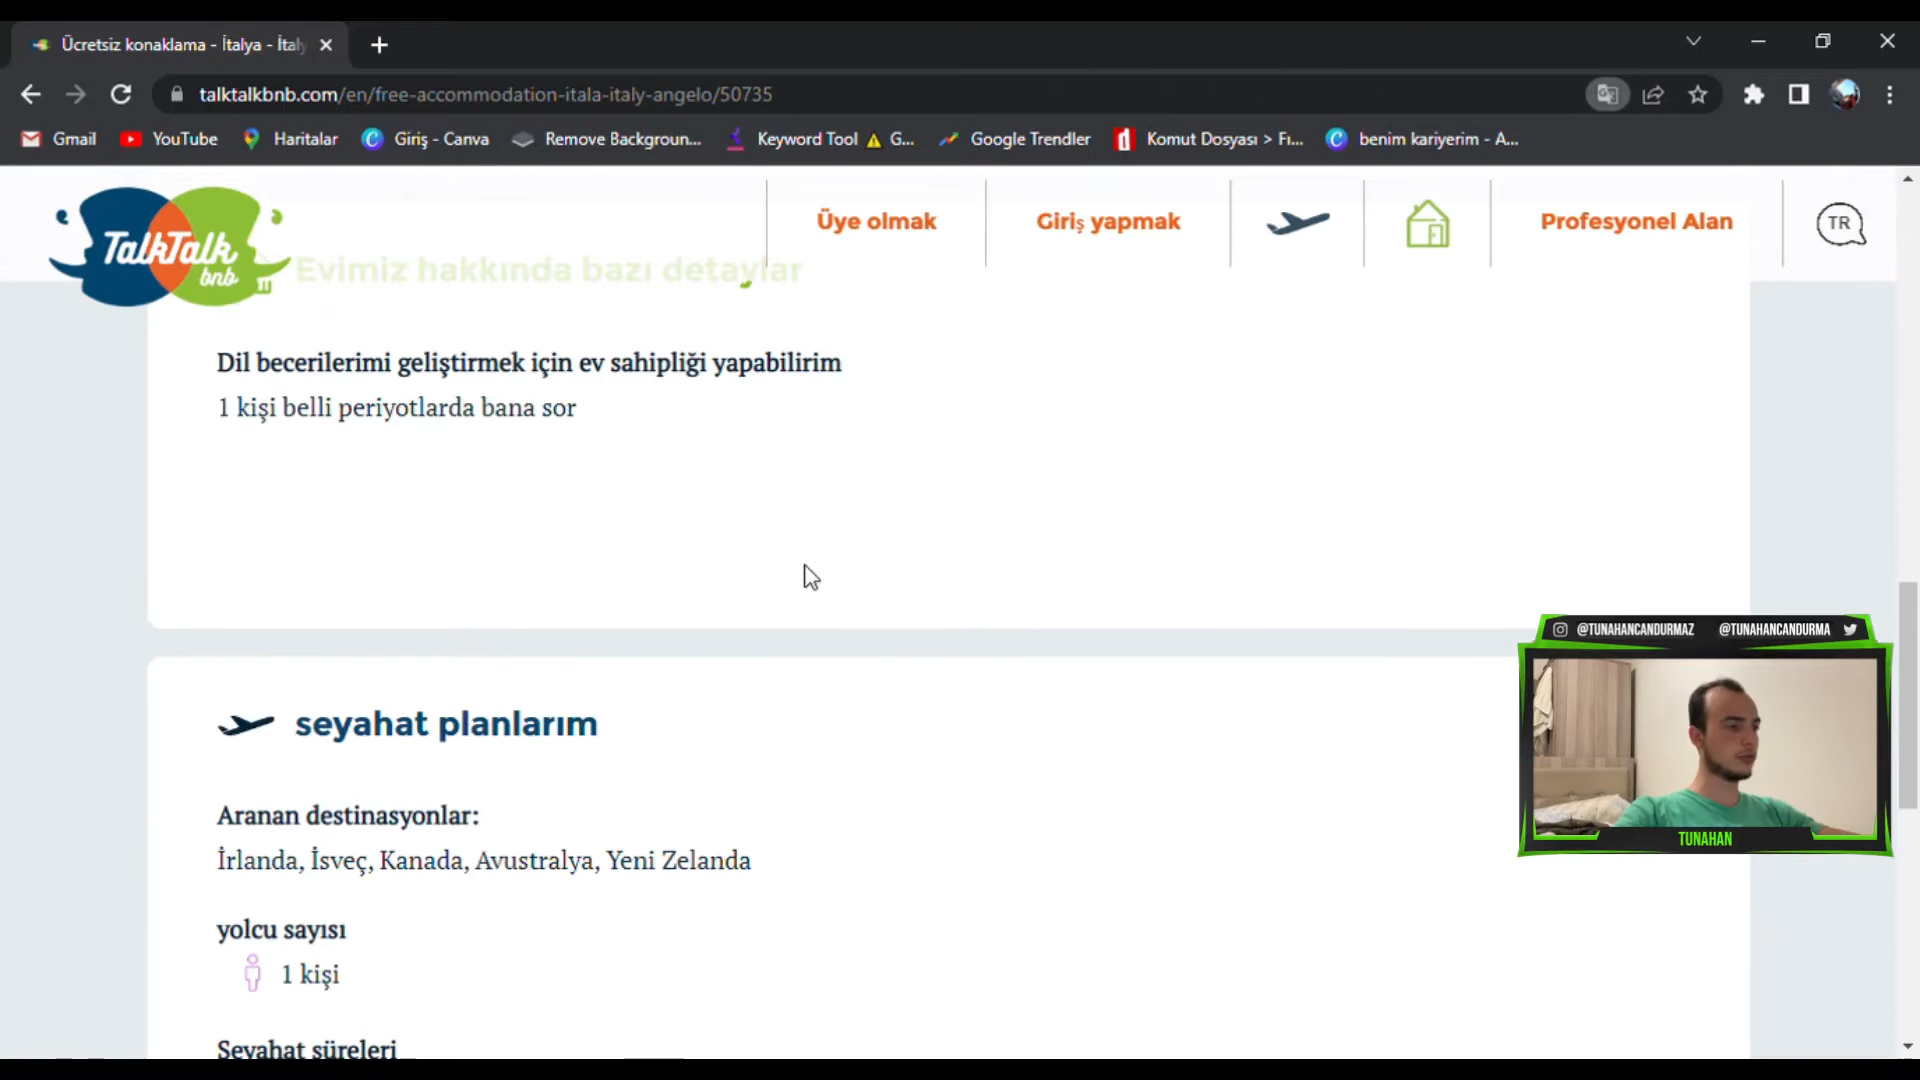 Ücretsiz konaklama - İtalya - İtaly
talktalkbnb.com/en/free-accommodation-itala-italy-angelo/50735
Gmail
YouTube
Haritalar
Giriş - Canva
Remove Backgroun...
Keyword Tool ⚠ G...
Google Trendler
Komut Dosyası > Fı...
benim kariyerim - A...
TalkTalk
bnb
Üye olmak
Giriş yapmak
Profesyonel Alan
TR
Evimiz hakkında bazı detaylar
Dil becerilerimi geliştirmek için ev sahipliği yapabilirim
1 kişi belli periyotlarda bana sor
seyahat planlarım
Aranan destinasyonlar:
İrlanda, İsveç, Kanada, Avustralya, Yeni Zelanda
yolcu sayısı
1 kişi
Seyahat süreleri
@TUNAHANCANDURMAZ
@TUNAHANCANDURMA
TUNAHAN